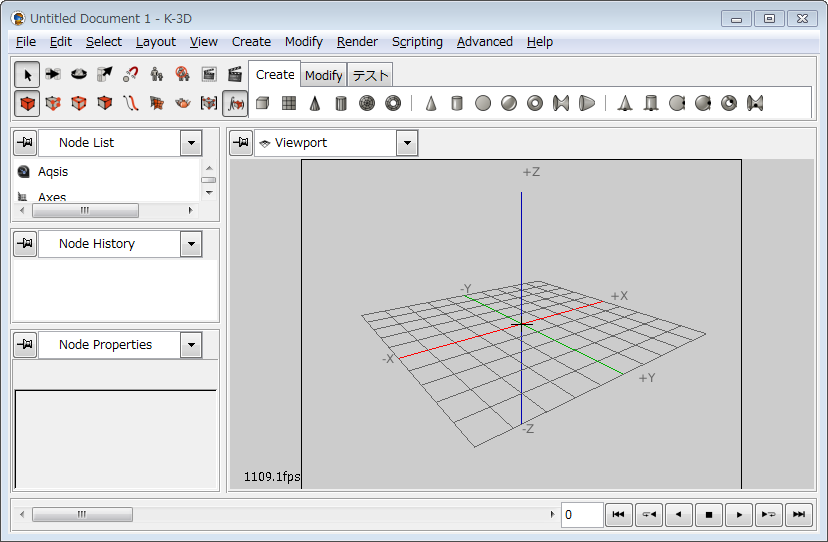 Untitled Document 1 - K-3D
File Edit Select Layout View Create Modify Render Scripting Advanced Help
Create Modify テスト
Node List
Viewport
Aqsis
Axes
Node History
Node Properties
+Z
-Y
+X
-X
+Y
-Z
1109.1fps
0